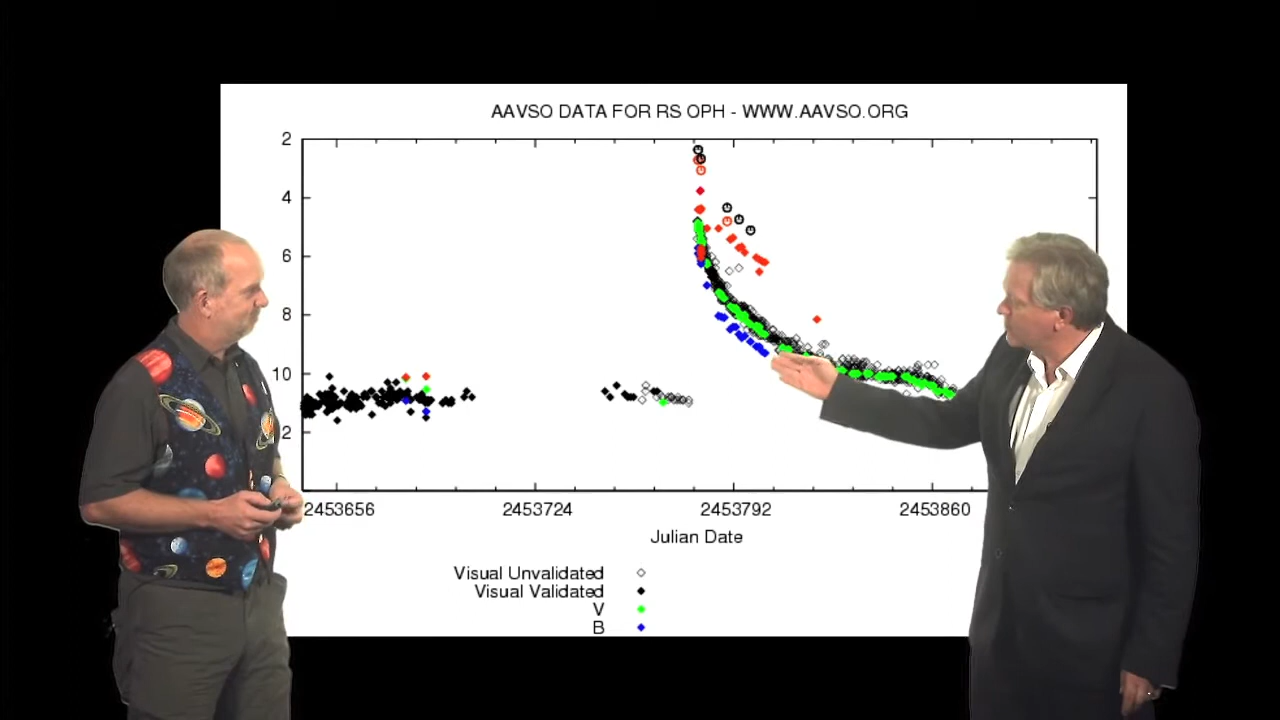 AAVSO DATA FOR RS OPH - WWW.AAVSO.ORG
2
4
6
8
10
2
2453656 2453724 2453792 2453860
Julian Date
Visual Unvalidated
Visual Validated
V
B